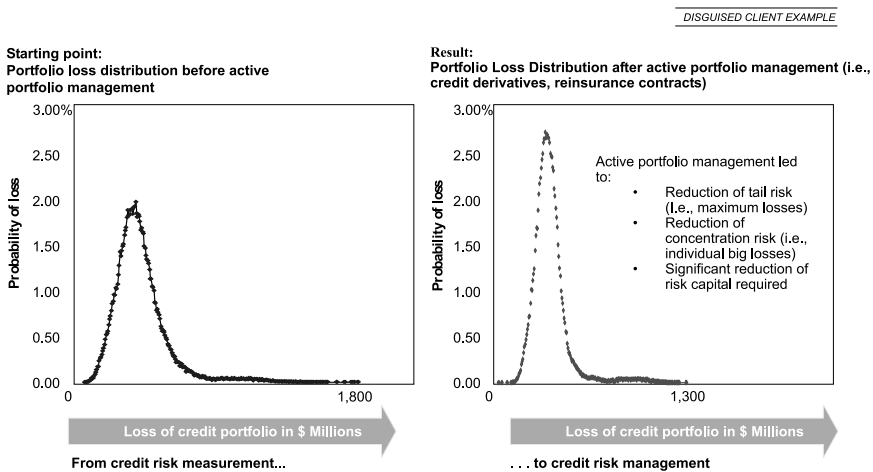 DISGUISED CLIENT EXAMPLE
Starting point:
Portfolio loss distribution before active
portfolio management
3.00%
2.50
2.00
1.50
1.00
0.50
0.00
Probability of loss
0
1,800
Loss of credit portfolio in $ Millions
From credit risk measurement...
Result:
Portfolio Loss Distribution after active portfolio management (i.e.,
credit derivatives, reinsurance contracts)
3.00%
2.50
2.00
1.50
1.00
0.50
0.00
Probability of loss
Active portfolio management led
to:
• Reduction of tail risk
(I.e., maximum losses)
• Reduction of
concentration risk (i.e.,
individual big losses)
• Significant reduction of
risk capital required
0
1,300
Loss of credit portfolio in $ Millions
. . . to credit risk management